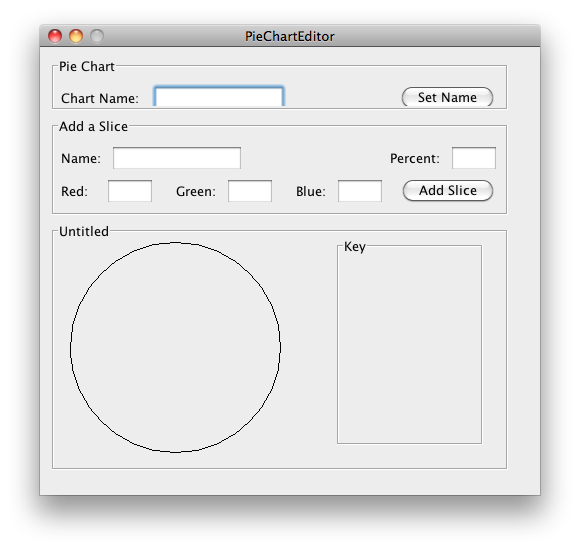 PieChartEditor
Pie Chart
Chart Name: Set Name
Add a Slice
Name: Percent:
Red: Green: Blue: Add Slice
Untitled
Key